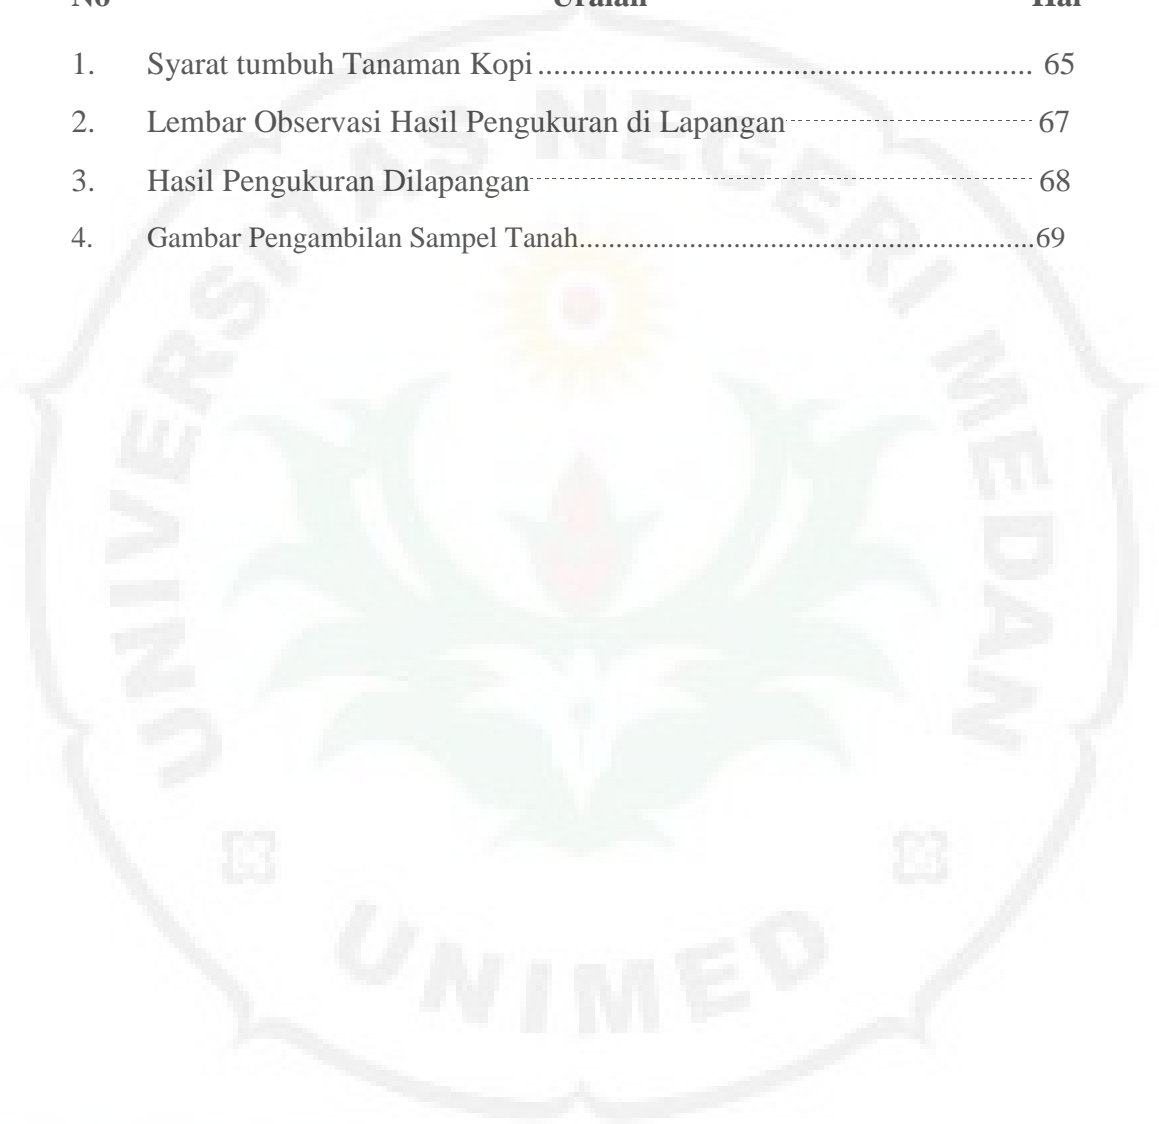 No Uraian Hal
1. Syarat tumbuh Tanaman Kopi.............................................................. 65
2. Lembar Observasi Hasil Pengukuran di Lapangan------------------------------- 67
3. Hasil Pengukuran Dilapangan--------------------------------------------------------------- 68
4. Gambar Pengambilan Sampel Tanah.............................................................69
UNIVERSITAS NEGERI MEDAN
UNIMED